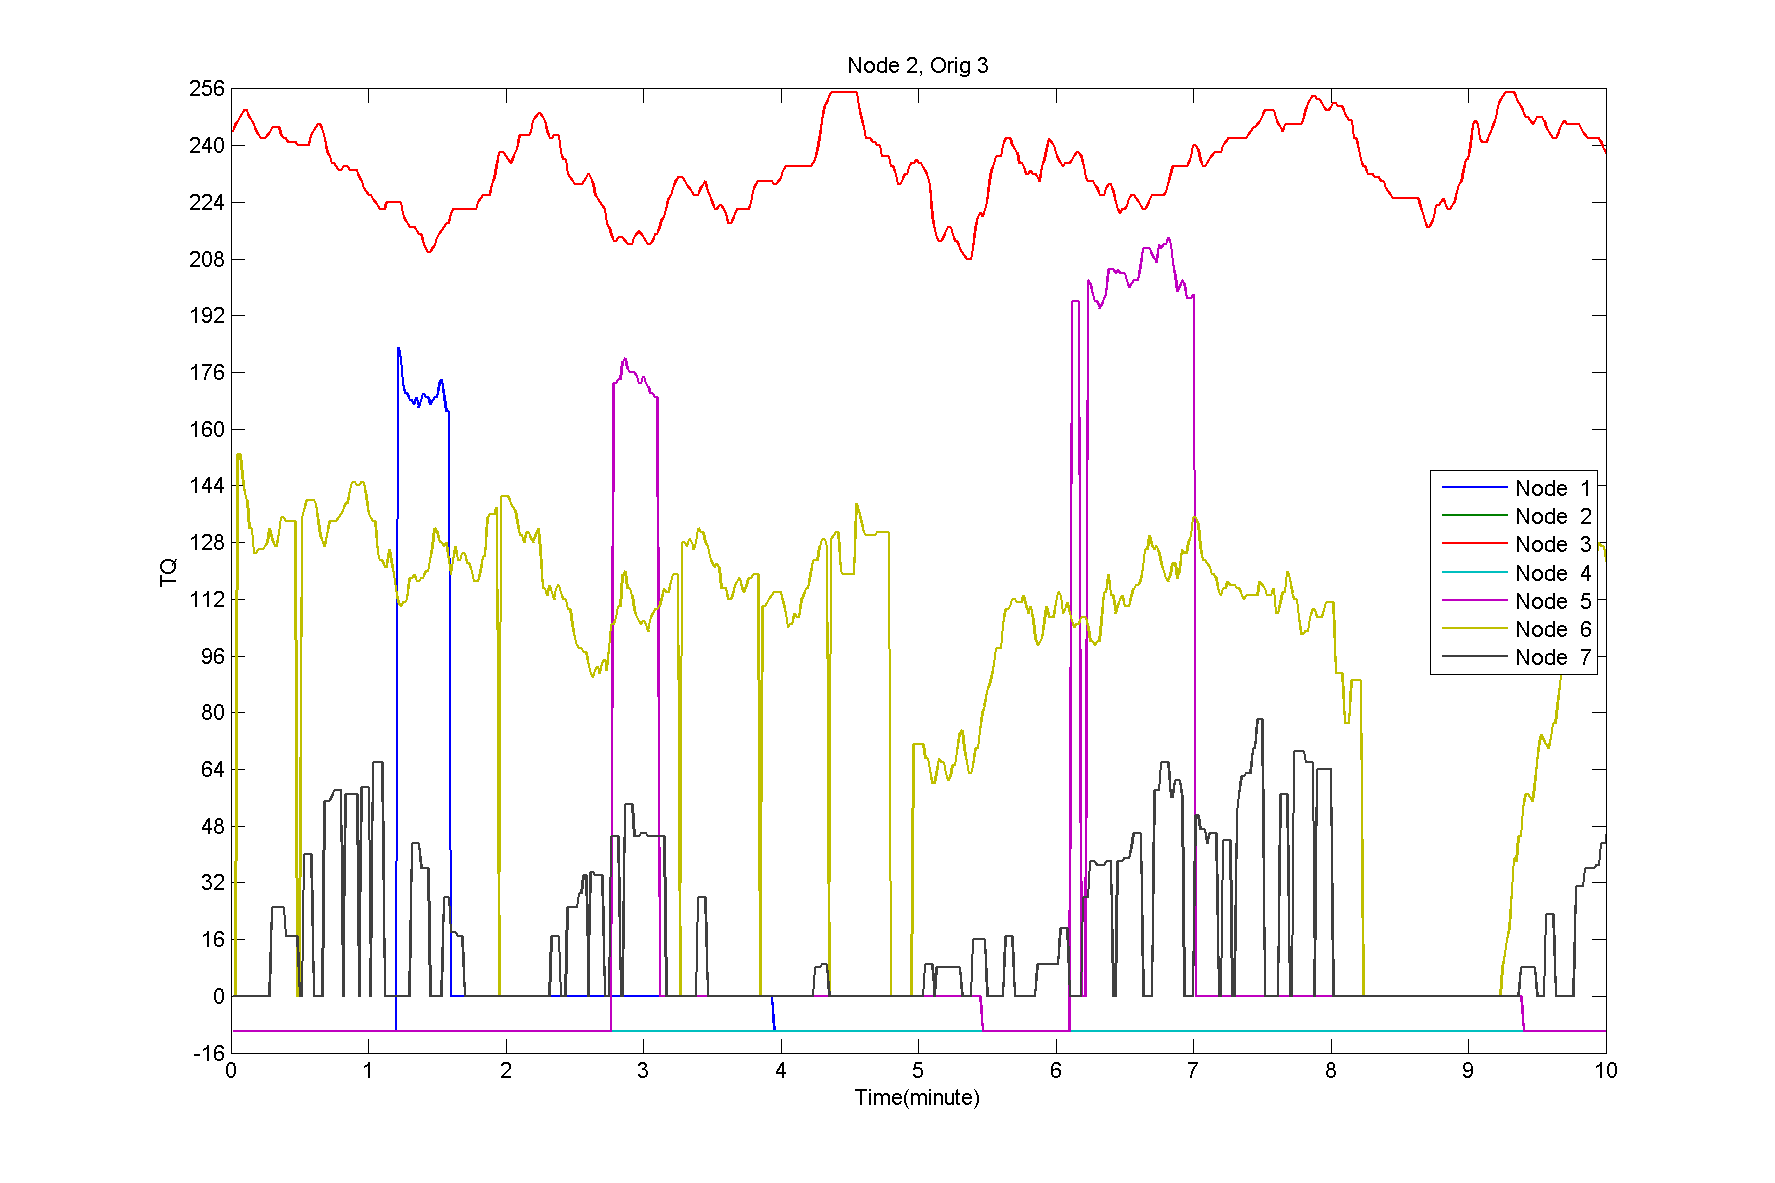 Node 2, Orig 3
256
240
224
208
192
176
160
144
128
112
96
80
64
48
32
16
0
-16
TQ
Node 1
Node 2
Node 3
Node 4
Node 5
Node 6
Node 7
0 1 2 3 4 5 6 7 8 9 10
Time(minute)